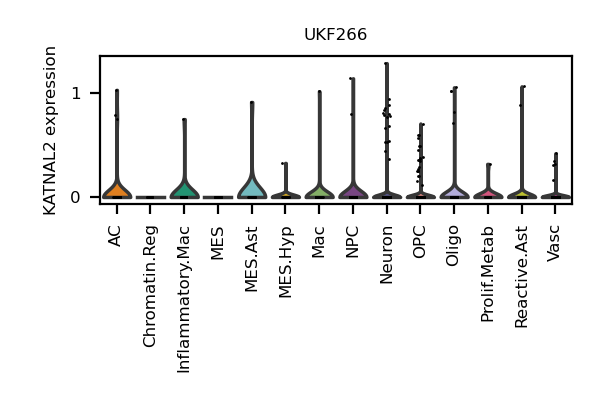 UKF266
KATNAL2 expression
1
0
AC
Chromatin.Reg
Inflammatory.Mac
MES
MES.Ast
MES.Hyp
Mac
NPC
Neuron
OPC
Oligo
Prolif.Metab
Reactive.Ast
Vasc